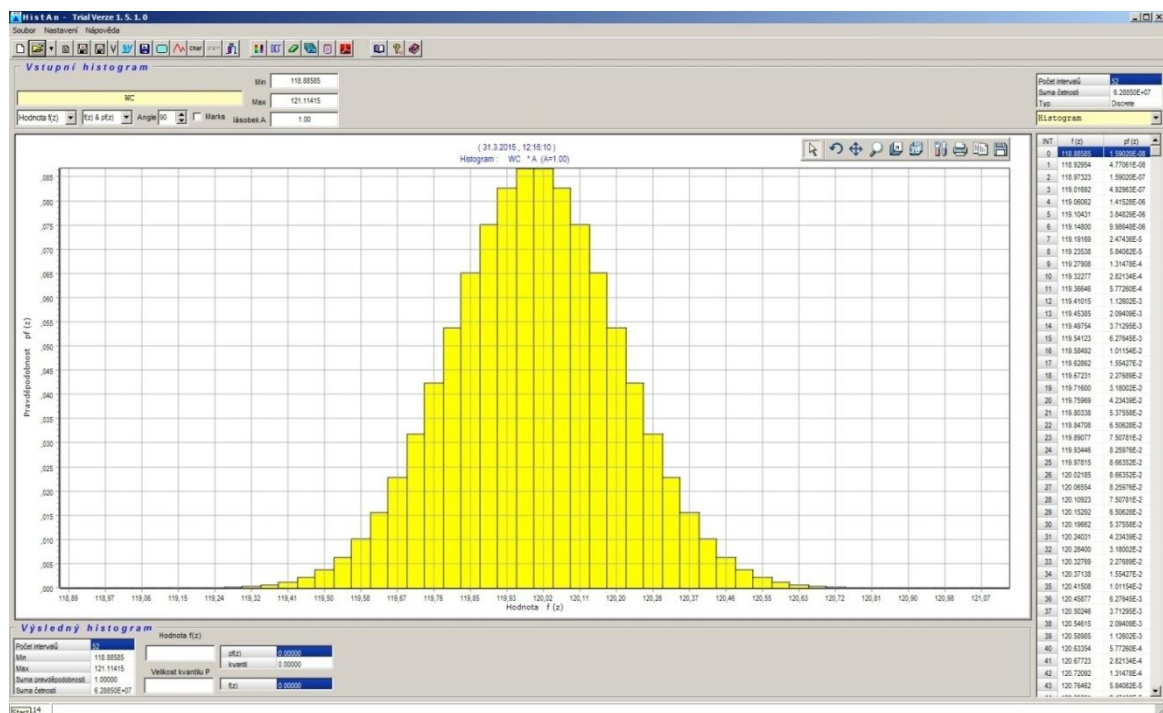 HistAn - Trial Verze 1.5.1.0
Soubor Nastavení Nápověda
Char
Vstupní histogram
WC
Min 118.88585
Max 121.11415
Hodnota f(z) f(z) & pf(z) Angle 90 Marks
lásobek A 1.00
Počet intervalů 52
Suma četností 6.28850E+07
Typ Discrete
Histogram
( 31.3.2015 , 12:16:10 )
Histogram : WC * A (A=1.00)
Pravděpodobnost pf (z)
,085
,080
,075
,070
,065
,060
,055
,050
,045
,040
,035
,030
,025
,020
,015
,010
,005
,000
118,89 118,97 119,06 119,15 119,24 119,32 119,41 119,50 119,59 119,67 119,76 119,85 119,93 120,02 120,11 120,20 120,28 120,37 120,46 120,55 120,63 120,72 120,81 120,90 120,98 121,07
Hodnota f (z)
INT f (z) pf (z)
0 118.88585 1.59020E-08
1 118.92954 4.77061E-08
2 118.97323 1.59020E-07
3 119.01692 4.92963E-07
4 119.06062 1.41528E-06
5 119.10431 3.84829E-06
6 119.14800 9.98648E-06
7 119.19169 2.47436E-5
8 119.23538 5.84082E-5
9 119.27908 1.31478E-4
10 119.32277 2.82134E-4
11 119.36646 5.77260E-4
12 119.41015 1.12602E-3
13 119.45385 2.09409E-3
14 119.49754 3.71295E-3
15 119.54123 6.27645E-3
16 119.58492 1.01154E-2
17 119.62862 1.55427E-2
18 119.67231 2.27689E-2
19 119.71600 3.18002E-2
20 119.75969 4.23439E-2
21 119.80338 5.37558E-2
22 119.84708 6.50628E-2
23 119.89077 7.50781E-2
24 119.93446 8.25976E-2
25 119.97815 8.66352E-2
26 120.02185 8.66352E-2
27 120.06554 8.25976E-2
28 120.10923 7.50781E-2
29 120.15292 6.50628E-2
30 120.19662 5.37558E-2
31 120.24031 4.23439E-2
32 120.28400 3.18002E-2
33 120.32769 2.27689E-2
34 120.37138 1.55427E-2
35 120.41508 1.01154E-2
36 120.45877 6.27645E-3
37 120.50246 3.71295E-3
38 120.54615 2.09409E-3
39 120.58985 1.12602E-3
40 120.63354 5.77260E-4
41 120.67723 2.82134E-4
42 120.72092 1.31478E-4
43 120.76462 5.84082E-5
Výsledný histogram
Počet intervalů 52
Min 118.88585
Max 121.11415
Suma pravděpodobností 1.00000
Suma četností 6.28850E+07
Hodnota f(z)
pf(z) 0.00000
kvantil 0.00000
Velikost kvantilu P
f(z) 0.00000
Start 14